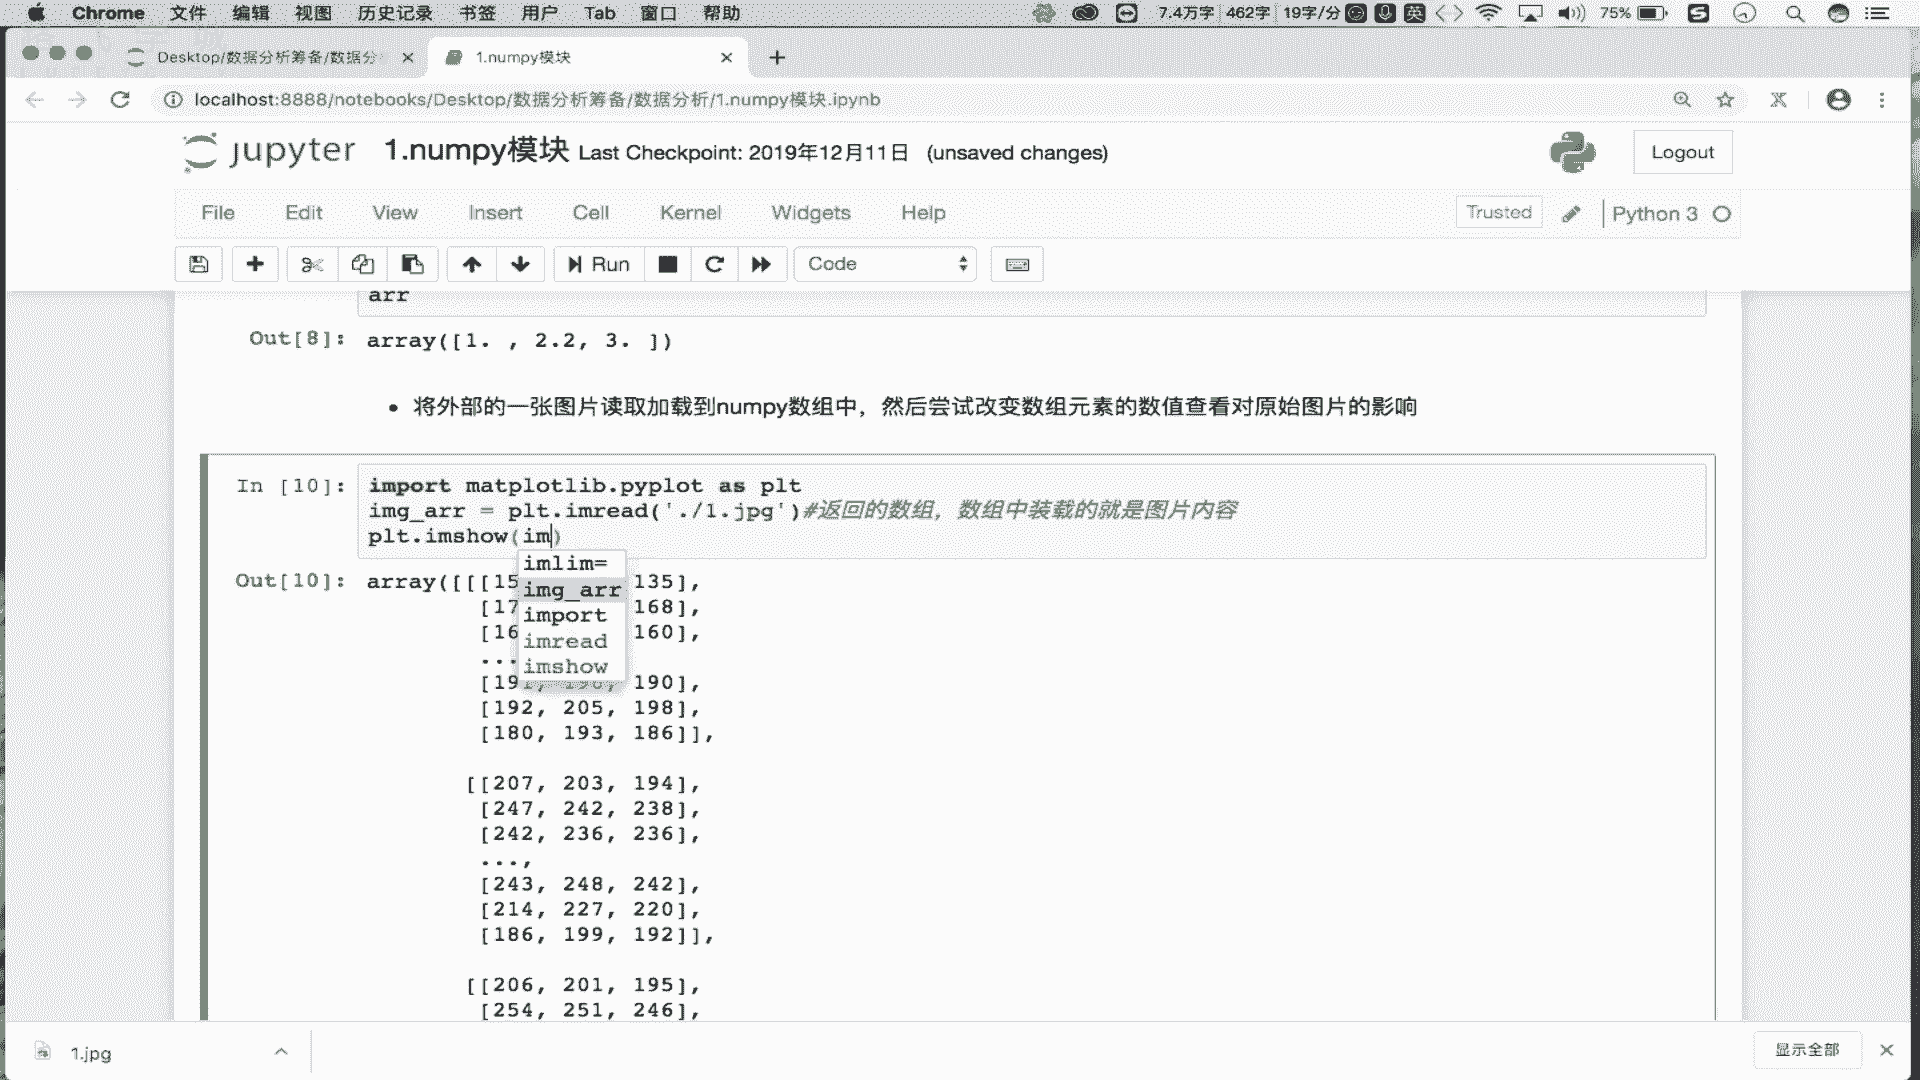 Chrome 文件 编辑 视图 历史记录 书签 用户 Tab 窗口 帮助 7.4万字 462字 19字/分 英 75%
Desktop/数据分析筹备/数据分 1.numpy模块
localhost:8888/notebooks/Desktop/数据分析筹备/数据分析/1.numpy模块.ipynb
jupyter 1.numpy模块 Last Checkpoint: 2019年12月11日 (unsaved changes) Logout
File Edit View Insert Cell Kernel Widgets Help Trusted Python 3
Run Code
arr
Out[8]: array([1. , 2.2, 3. ])
• 将外部的一张图片读取加载到numpy数组中，然后尝试改变数组元素的数值查看对原始图片的影响
In [10]: import matplotlib.pyplot as plt
img_arr = plt.imread('./1.jpg')#返回的数组，数组中装载的就是图片内容
plt.imshow(im)
imlim=
img_arr
import
imread
imshow
Out[10]: array([[[15 135],
[17 168],
[16 160],
...
[191, 196, 190],
[192, 205, 198],
[180, 193, 186]],
[[207, 203, 194],
[247, 242, 238],
[242, 236, 236],
...,
[243, 248, 242],
[214, 227, 220],
[186, 199, 192]],
[[206, 201, 195],
[254, 251, 246],
1.jpg 显示全部